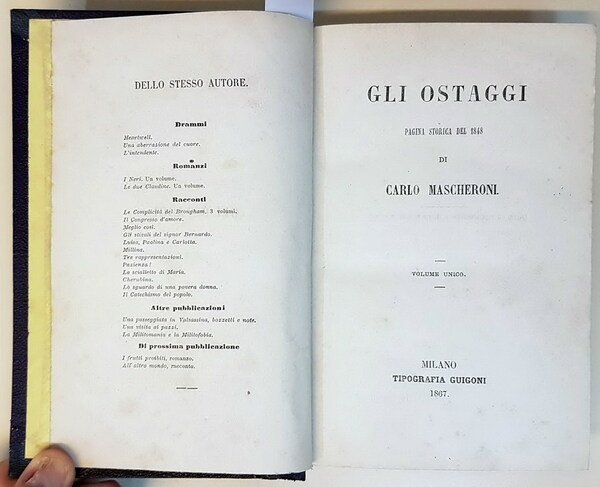 DELLO STESSO AUTORE.
Drammi
Una aberrazione del cuore.
L'intendente.
Romanzi
I Neri. Un volume.
Le due Claudine. Un volume.
Racconti
Le Complicità del Brougham, 3 volumi.
Il Congresso d'amore.
Meglio così.
Gli stivali del signor Bernardo.
Luisa, Paolina e Carlotta.
Millina.
Tre rappresentazioni.
Pazienza!
Lo scialletto di Maria.
Cherubina.
Lo sguardo di una povera donna.
Il Catechismo del popolo.
Altre pubblicazioni
Una passeggiata in Valsassina, bozzetti e note.
Una visita ai pazzi.
La Militomania e la Militofobia.
Di prossima pubblicazione
I frutti proibiti, romanzo.
All'altro mondo, racconto.
GLI OSTAGGI
PAGINA STORICA DEL 1848
DI
CARLO MASCHERONI.
VOLUME UNICO.
MILANO
TIPOGRAFIA GUIGONI
1867.